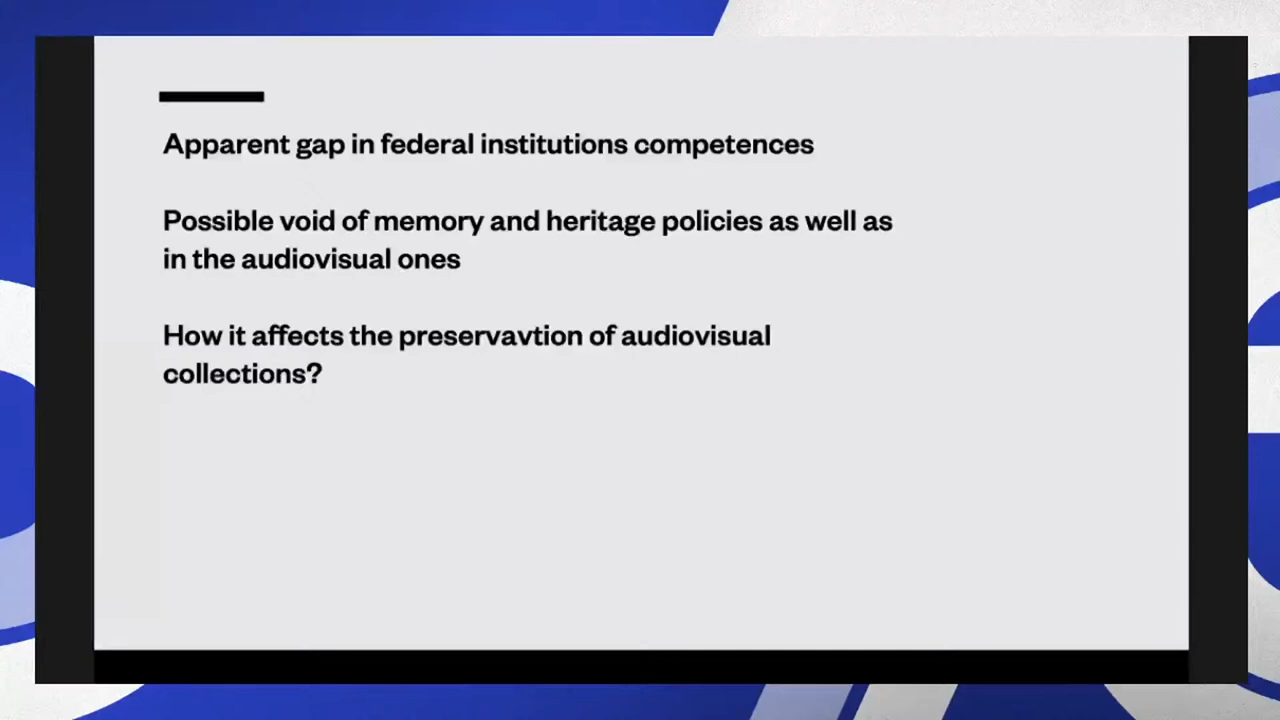 Apparent gap in federal institutions competences
Possible void of memory and heritage policies as well as
in the audiovisual ones
How it affects the preservavtion of audiovisual
collections?